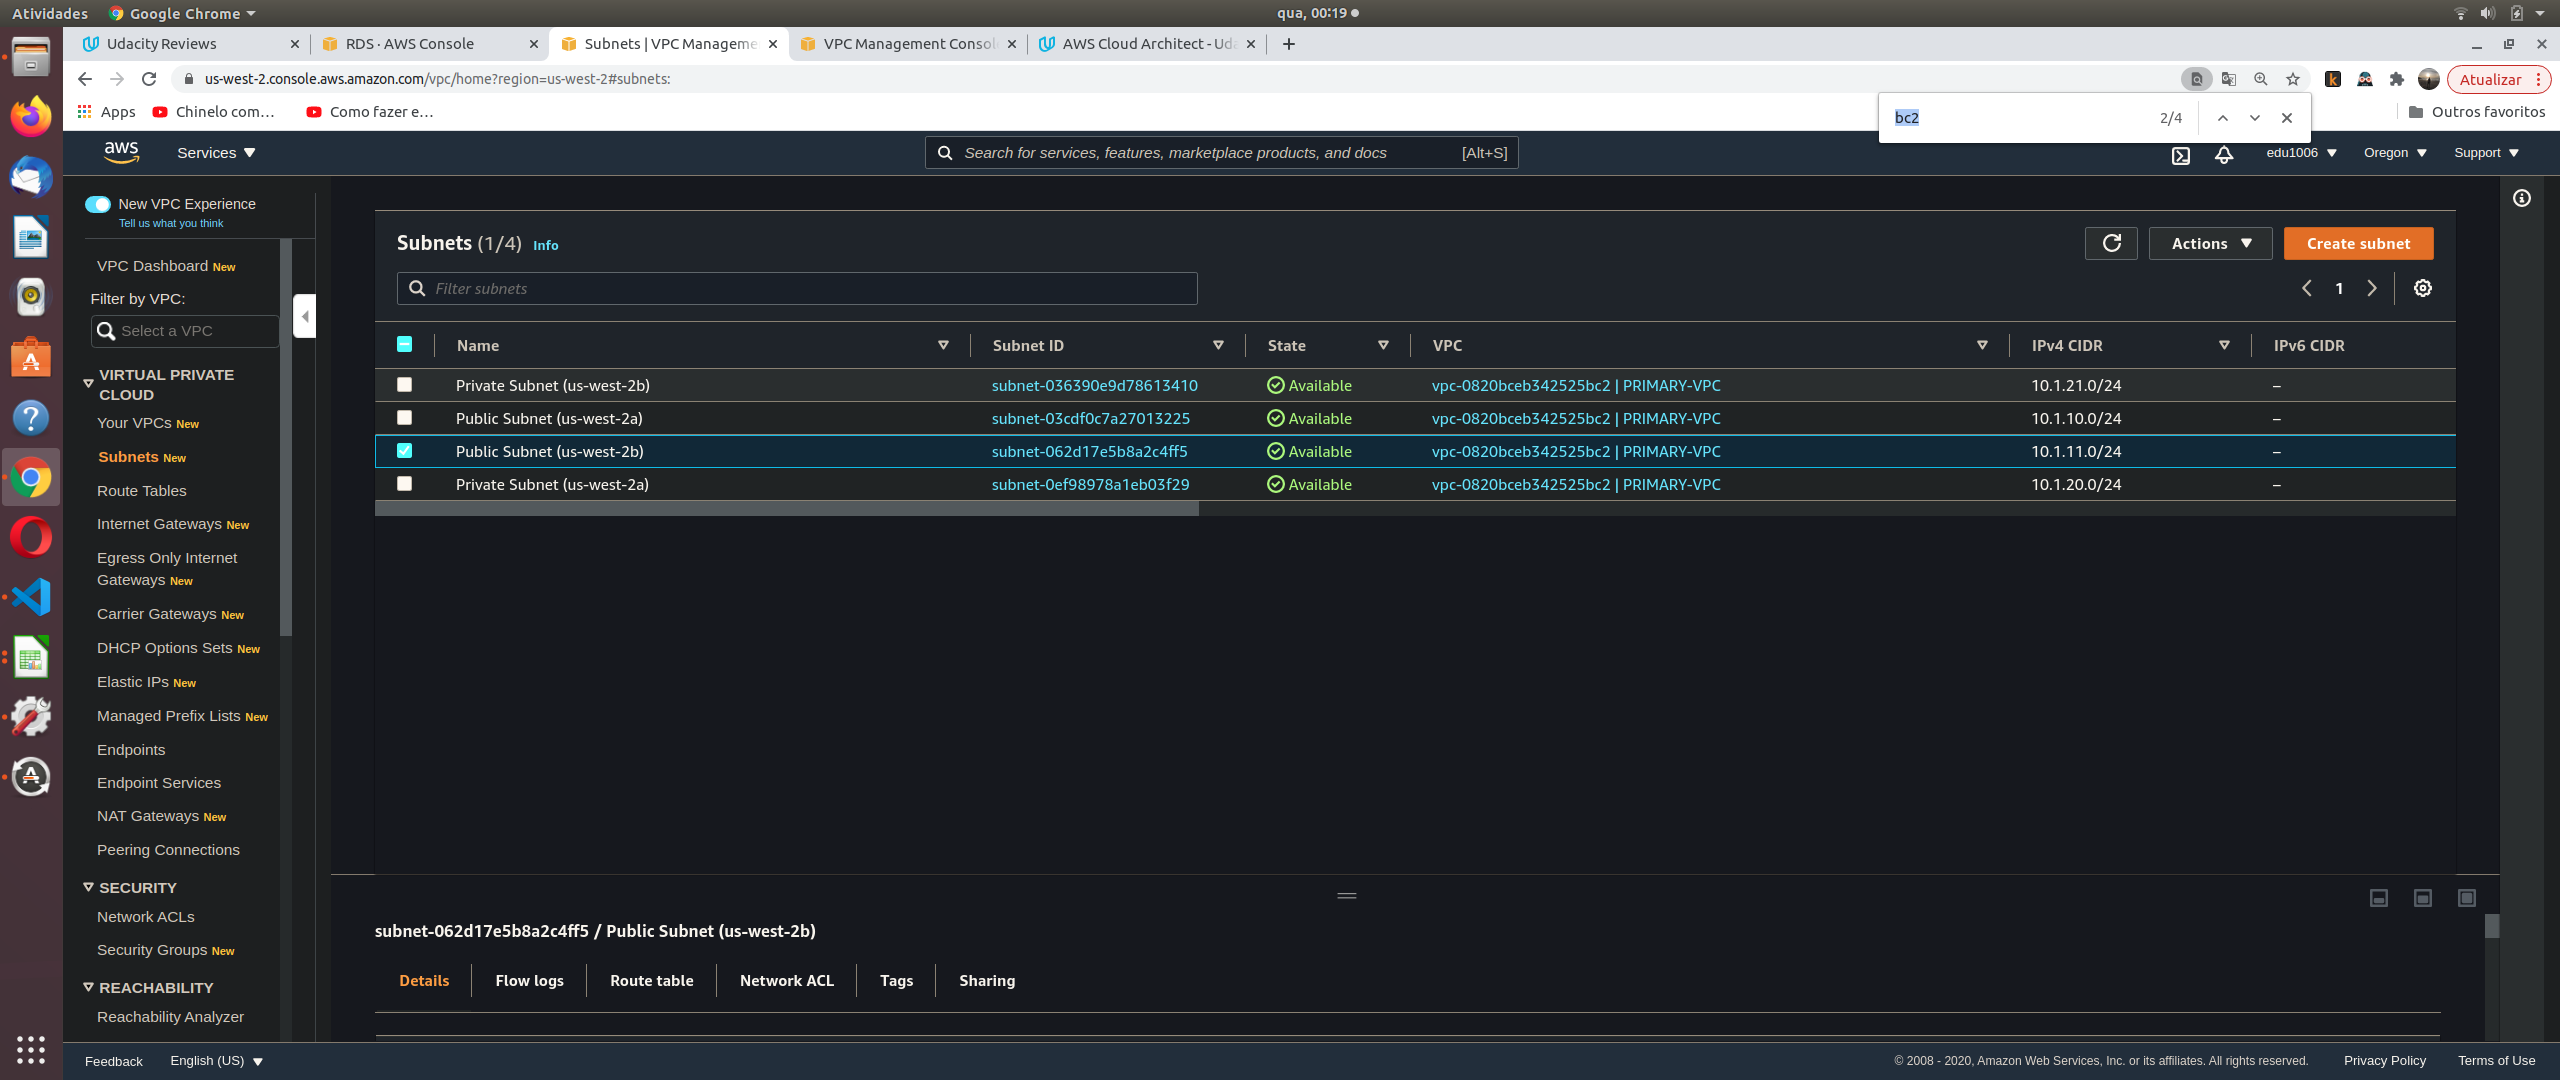 Atividades
Google Chrome
qua, 00:19
Udacity Reviews
RDS · AWS Console
Subnets | VPC Manageme
VPC Management Consol
AWS Cloud Architect - Uda
us-west-2.console.aws.amazon.com/vpc/home?region=us-west-2#subnets:
Atualizar
Apps
Chinelo com…
Como fazer e…
Outros favoritos
bc2
2/4
aws
Services
Search for services, features, marketplace products, and docs
[Alt+S]
edu1006
Oregon
Support
New VPC Experience
Tell us what you think
VPC Dashboard New
Filter by VPC:
Select a VPC
VIRTUAL PRIVATE
CLOUD
Your VPCs New
Subnets New
Route Tables
Internet Gateways New
Egress Only Internet
Gateways New
Carrier Gateways New
DHCP Options Sets New
Elastic IPs New
Managed Prefix Lists New
Endpoints
Endpoint Services
NAT Gateways New
Peering Connections
SECURITY
Network ACLs
Security Groups New
REACHABILITY
Reachability Analyzer
Subnets (1/4) Info
Actions
Create subnet
Filter subnets
1
Name Subnet ID State VPC IPv4 CIDR IPv6 CIDR
Private Subnet (us-west-2b) subnet-036390e9d78613410 Available vpc-0820bceb342525bc2 | PRIMARY-VPC 10.1.21.0/24 –
Public Subnet (us-west-2a) subnet-03cdf0c7a27013225 Available vpc-0820bceb342525bc2 | PRIMARY-VPC 10.1.10.0/24 –
Public Subnet (us-west-2b) subnet-062d17e5b8a2c4ff5 Available vpc-0820bceb342525bc2 | PRIMARY-VPC 10.1.11.0/24 –
Private Subnet (us-west-2a) subnet-0ef98978a1eb03f29 Available vpc-0820bceb342525bc2 | PRIMARY-VPC 10.1.20.0/24 –
subnet-062d17e5b8a2c4ff5 / Public Subnet (us-west-2b)
Details
Flow logs
Route table
Network ACL
Tags
Sharing
Feedback
English (US)
© 2008 - 2020, Amazon Web Services, Inc. or its affiliates. All rights reserved.
Privacy Policy
Terms of Use